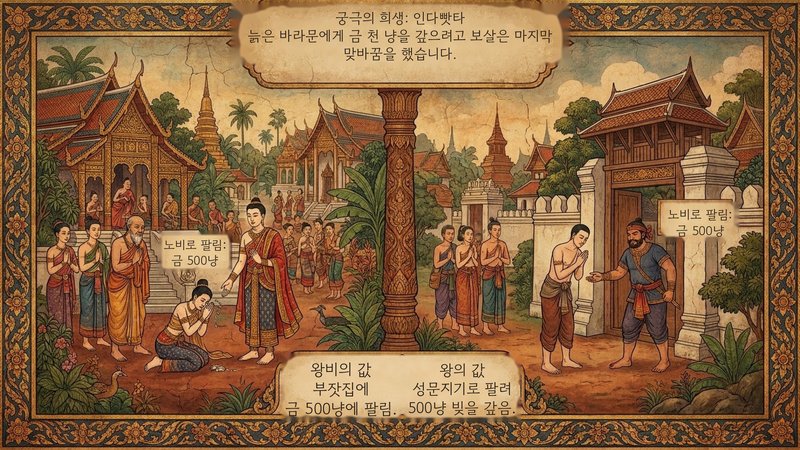 궁극의 희생: 인다빳타
늙은 바라문에게 금 천 냥을 갚으려고 보살은 마지막
맞바꿈을 했습니다.
노비로 팔림:
금 500냥
노비로 팔림:
금 500냥
왕비의 값
부잣집에
금 500냥에 팔림.
왕의 값
성문지기로 팔려
500냥 빚을 갚음.